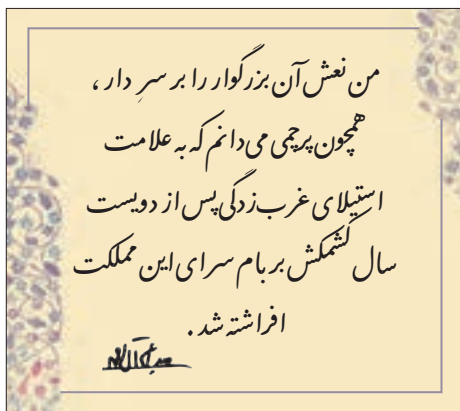 من نعش آن بزرگوار را بر سرِ دار ،
همچون پرچمی می‌دانم که به علامت
استیلای غرب‌زدگی پس از دویست
سال کشمکش بر بام سرای این مملکت
افراشته شد .